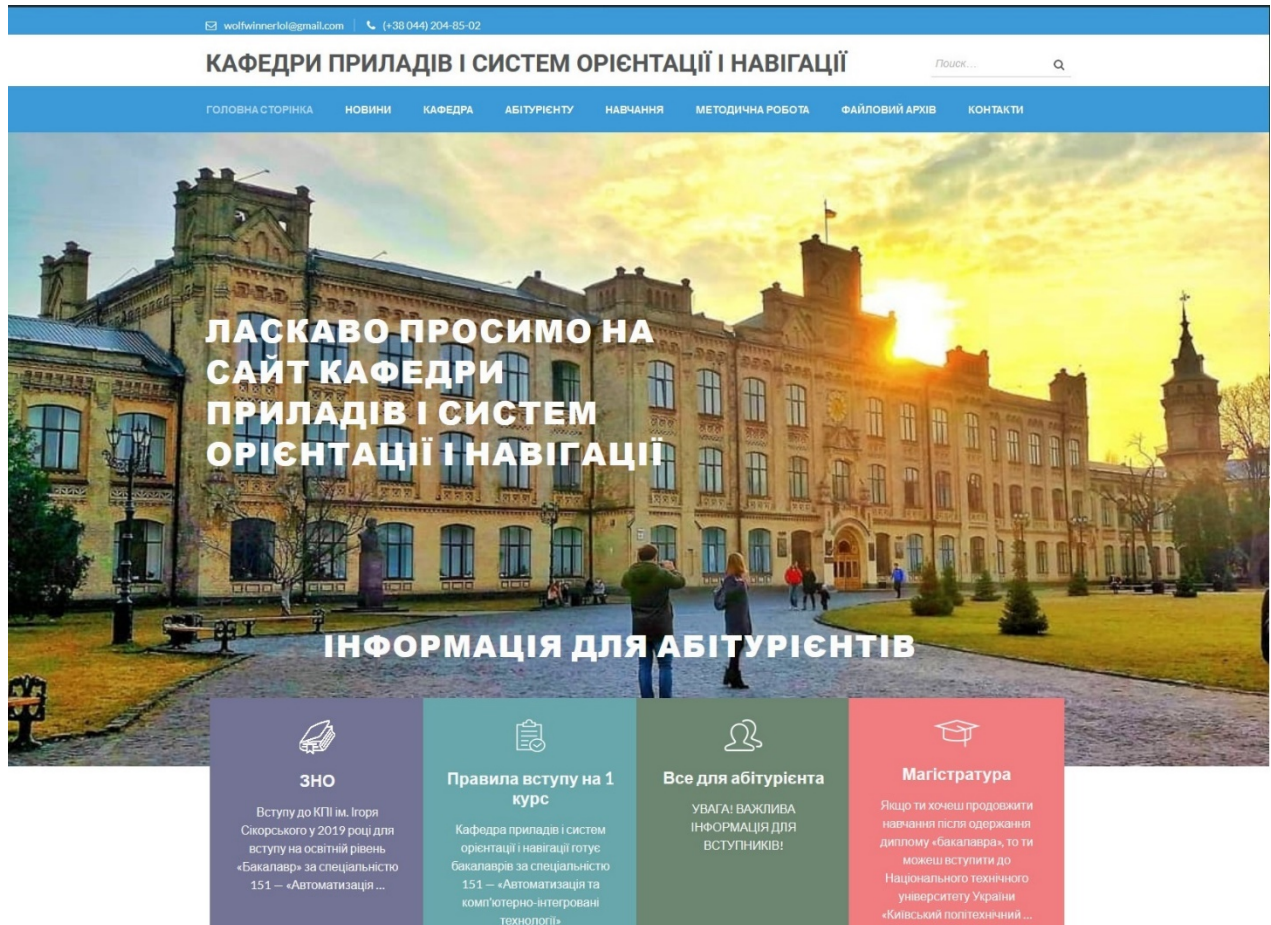 wolfwinnerlol@gmail.com (+38 044) 204-85-02
КАФЕДРИ ПРИЛАДІВ І СИСТЕМ ОРІЄНТАЦІЇ І НАВІГАЦІЇ
Поиск…
ГОЛОВНА СТОРІНКА НОВИНИ КАФЕДРА АБІТУРІЄНТУ НАВЧАННЯ МЕТОДИЧНА РОБОТА ФАЙЛОВИЙ АРХІВ КОНТАКТИ
ЛАСКАВО ПРОСИМО НА
САЙТ КАФЕДРИ
ПРИЛАДІВ І СИСТЕМ
ОРІЄНТАЦІЇ І НАВІГАЦІЇ
ІНФОРМАЦІЯ ДЛЯ АБІТУРІЄНТІВ
ЗНО
Вступу до КПІ ім. Ігоря
Сікорського у 2019 році для
вступу на освітній рівень
«Бакалавр» за спеціальністю
151 — «Автоматизація ...
Правила вступу на 1
курс
Кафедра приладів і систем
орієнтації і навігації готує
бакалаврів за спеціальністю
151 — «Автоматизація та
комп'ютерно-інтегровані
технології»
Все для абітурієнта
УВАГА! ВАЖЛИВА
ІНФОРМАЦІЯ ДЛЯ
ВСТУПНИКІВ!
Магістратура
Якщо ти хочеш продовжити
навчання після одержання
диплому «бакалавра», то ти
можеш вступити до
Національного технічного
університету України
«Київський політехнічний ...